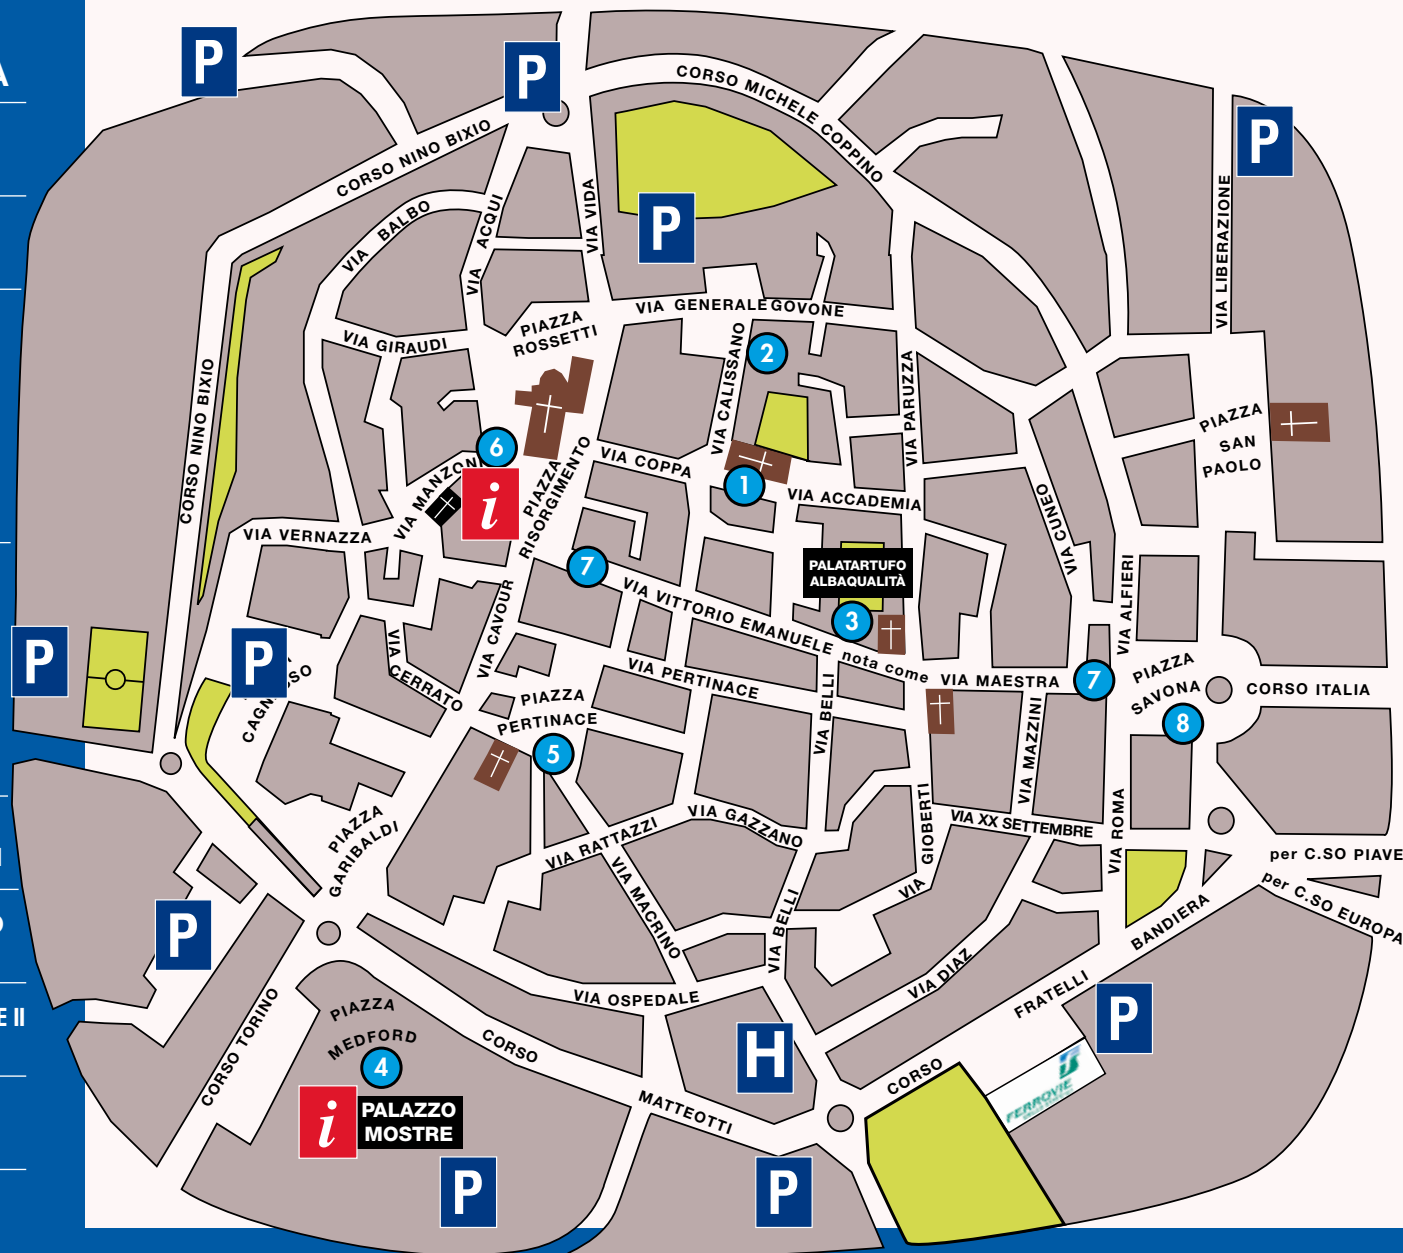 A
P
P
CORSO MICHELE COPPINO
P
CORSO NINO BIXIO
VIA BALBO
VIA ACQUI
VIA VIDA
P
VIA LIBERAZIONE
VIA GENERALE GOVONE
PIAZZA
ROSSETTI
VIA GIRAUDI
VIA CALISSANO
2
VIA PARUZZA
CORSO NINO BIXIO
PIAZZA
SAN
PAOLO
6
VIA MANZONI
i
PIAZZA
RISORGIMENTO
VIA COPPA
1
VIA ACCADEMIA
VIA CUNEO
VIA VERNAZZA
7
PALATARTUFO
ALBAQUALITÀ
3
VIA VITTORIO EMANUELE nota come VIA MAESTRA
7
VIA ALFIERI
PIAZZA
SAVONA
8
CORSO ITALIA
P
P
VIA CERRATO
VIA CAVOUR
VIA PERTINACE
PIAZZA
PERTINACE
5
VIA BELLI
VIA MAZZINI
VIA GIOBERTI
VIA XX SETTEMBRE
VIA ROMA
per C.SO PIAVE
per C.SO EUROPA
PIAZZA
GARIBALDI
VIA RATTAZZI
VIA GAZZANO
VIA MACRINO
VIA BELLI
P
VIA DIAZ
CORSO FRATELLI BANDIERA
VIA OSPEDALE
P
E II
CORSO TORINO
PIAZZA
MEDFORD
4
i
PALAZZO
MOSTRE
CORSO MATTEOTTI
H
FERROVIE
P
P